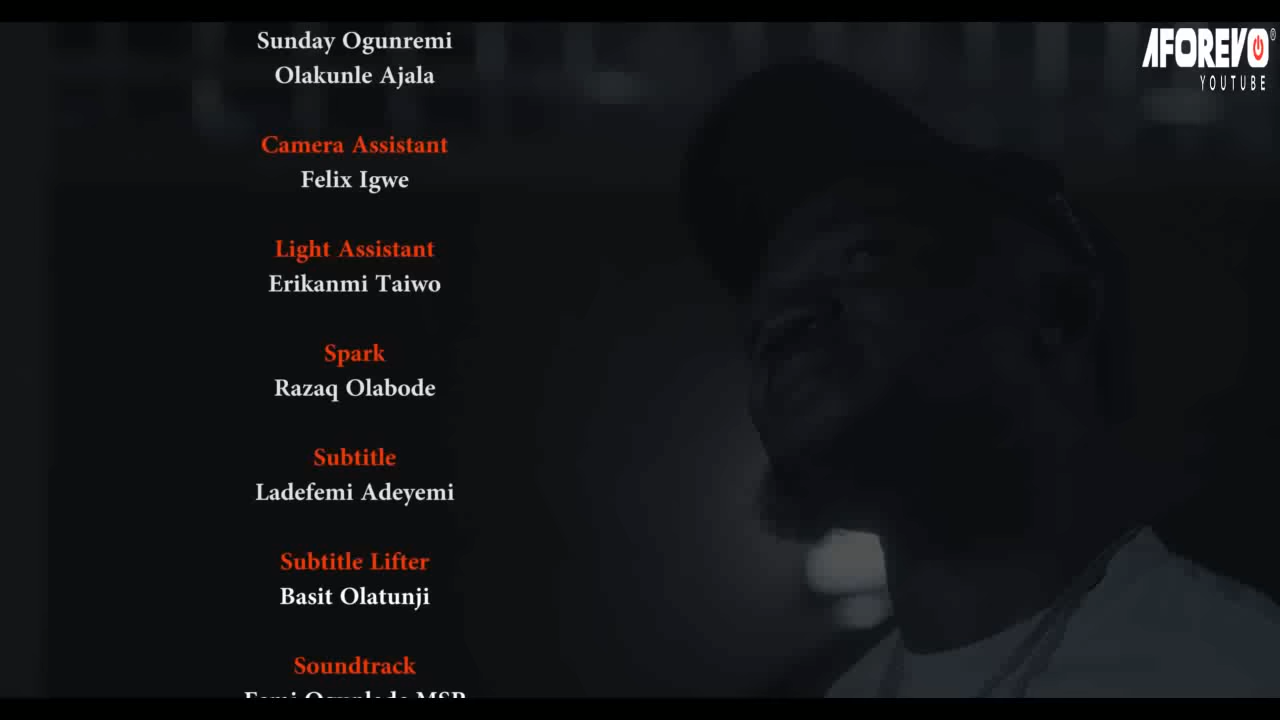 Sunday Ogunremi
AFOREVO
YOUTUBE
Olakunle Ajala
Camera Assistant
Felix Igwe
Light Assistant
Erikanmi Taiwo
Spark
Razaq Olabode
Subtitle
Ladefemi Adeyemi
Subtitle Lifter
Basit Olatunji
Soundtrack